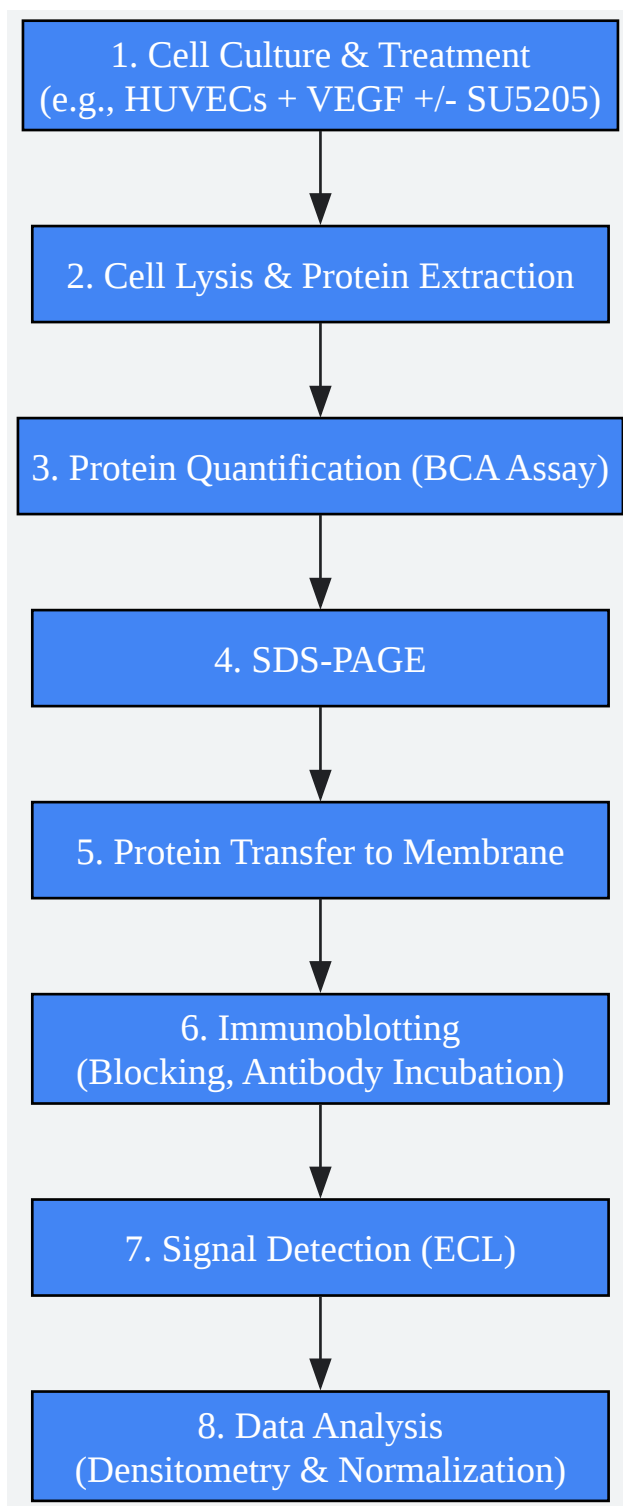 1. Cell Culture & Treatment
(e.g., HUVECs + VEGF +/- SU5205)
2. Cell Lysis & Protein Extraction
3. Protein Quantification (BCA Assay)
4. SDS-PAGE
5. Protein Transfer to Membrane
6. Immunoblotting
(Blocking, Antibody Incubation)
7. Signal Detection (ECL)
8. Data Analysis
(Densitometry & Normalization)